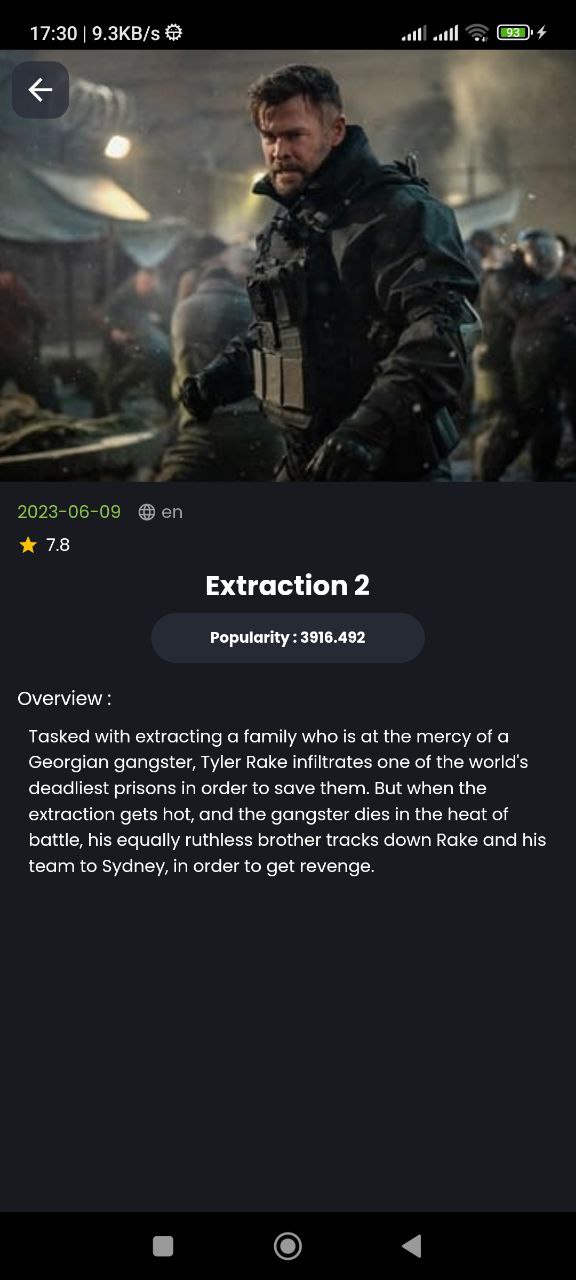 17:30 | 9.3KB/s
93
2023-06-09 en
7.8
Extraction 2
Popularity : 3916.492
Overview :
Tasked with extracting a family who is at the mercy of a
Georgian gangster, Tyler Rake infiltrates one of the world's
deadliest prisons in order to save them. But when the
extraction gets hot, and the gangster dies in the heat of
battle, his equally ruthless brother tracks down Rake and his
team to Sydney, in order to get revenge.